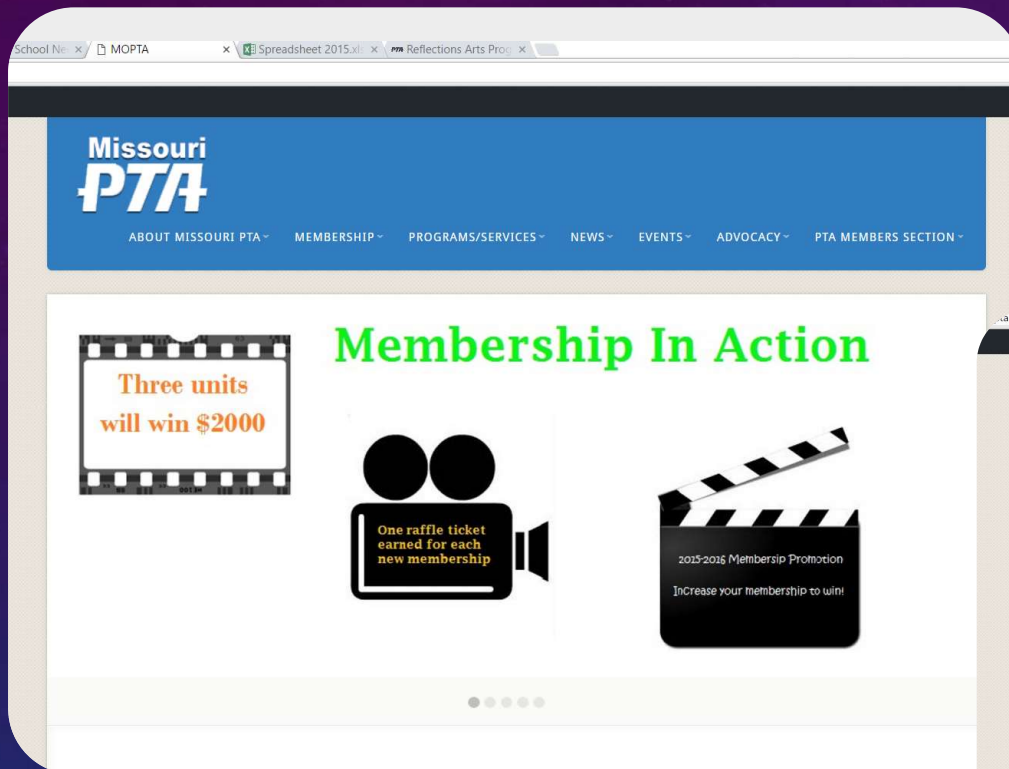 School Ne
MOPTA
Spreadsheet 2015.xl
PTA Reflections Arts Prog
Missouri
PTA
ABOUT MISSOURI PTA
MEMBERSHIP
PROGRAMS/SERVICES
NEWS
EVENTS
ADVOCACY
PTA MEMBERS SECTION
Membership In Action
Three units
will win $2000
One raffle ticket
earned for each
new membership
2015-2016 Membersip Promotion
Increase your membership to win!